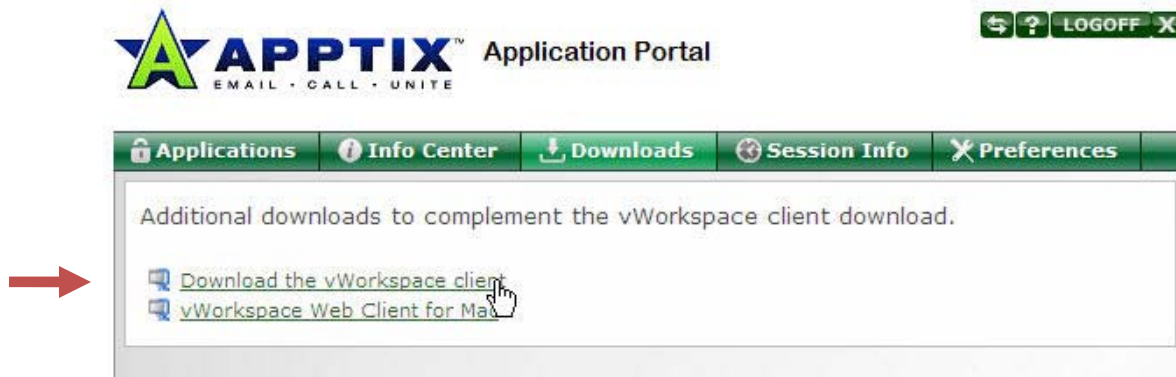 APPTIX™ Application Portal
EMAIL · CALL · UNITE
? LOGOFF X
Applications Info Center Downloads Session Info Preferences
Additional downloads to complement the vWorkspace client download.
Download the vWorkspace client
vWorkspace Web Client for Mac